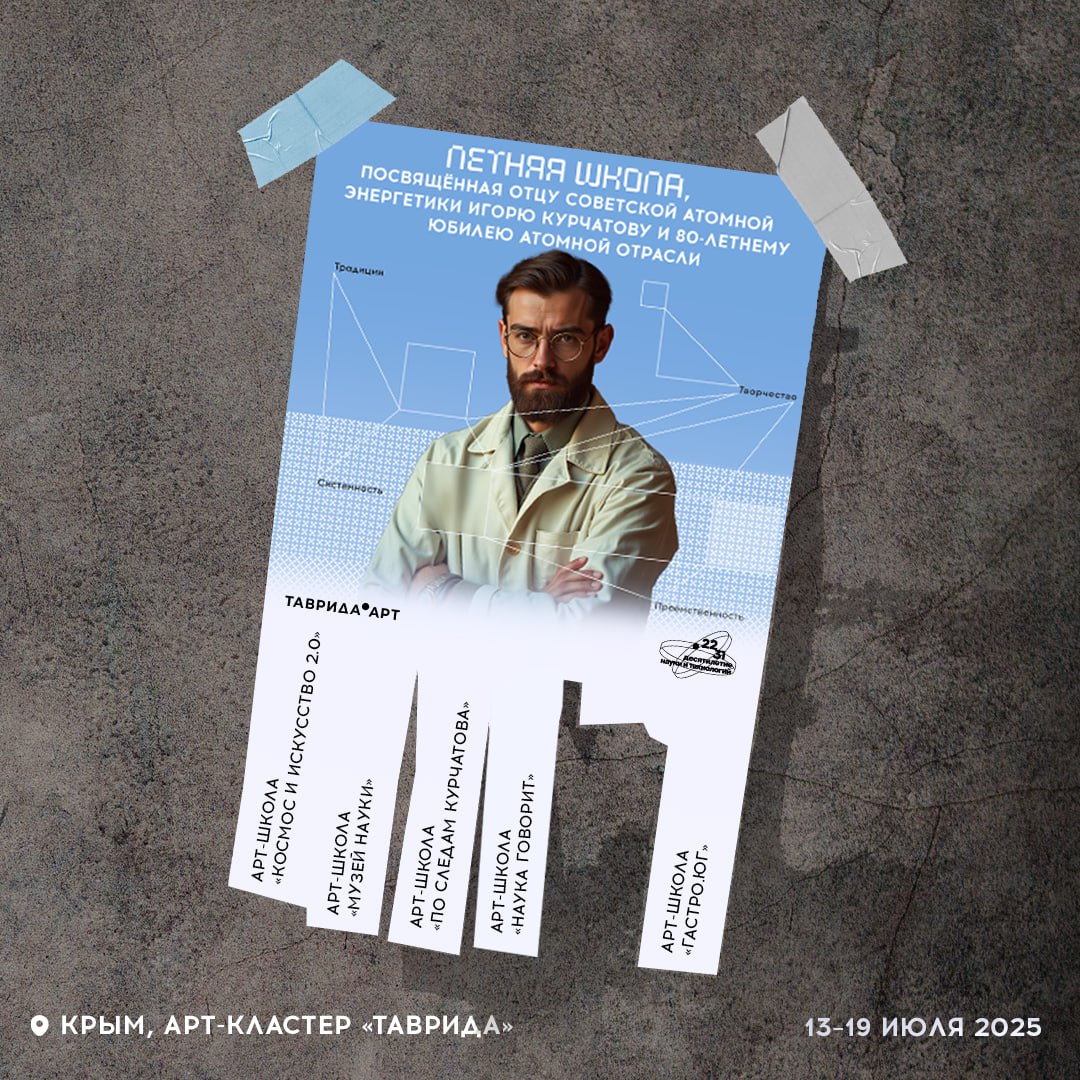 ЛЕТНЯЯ ШКОЛА,
ПОСВЯЩЁННАЯ ОТЦУ СОВЕТСКОЙ АТОМНОЙ
ЭНЕРГЕТИКИ ИГОРЮ КУРЧАТОВУ И 80-ЛЕТНЕМУ
ЮБИЛЕЮ АТОМНОЙ ОТРАСЛИ
Традиции
Творчество
Системность
Преемственность
ТАВРИДА•АРТ
22
31
десятилетие
науки и технологий
АРТ-ШКОЛА
«КОСМОС И ИСКУССТВО 2.0»
АРТ-ШКОЛА
«МУЗЕЙ НАУКИ»
АРТ-ШКОЛА
«ПО СЛЕДАМ КУРЧАТОВА»
АРТ-ШКОЛА
«НАУКА ГОВОРИТ»
АРТ-ШКОЛА
«ГАСТРО.ЮГ»
КРЫМ, АРТ-КЛАСТЕР «ТАВРИДА»
13-19 ИЮЛЯ 2025